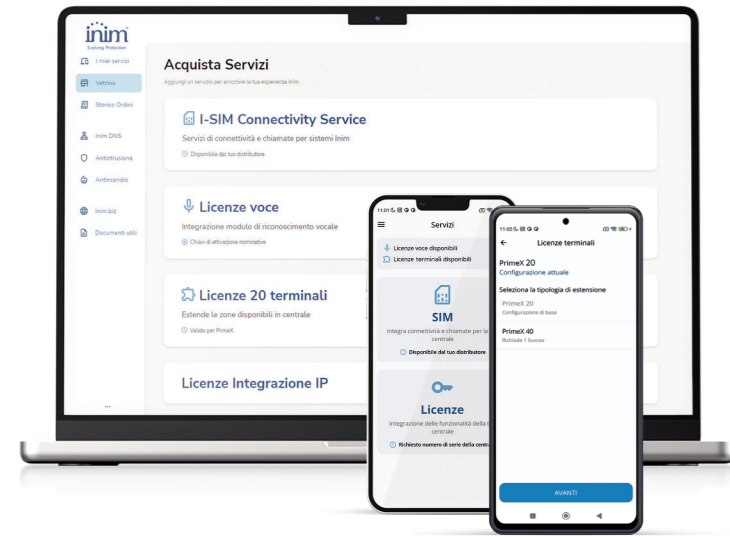 inim
Evolving Protection
I miei servizi
Vetrina
Storico Ordini
Inim DNS
Antintrusione
Antincendio
Inim.biz
Documenti utili
...
Acquista Servizi
Aggiungi un servizio per arricchire la tua esperienza Inim.
I-SIM Connectivity Service
Servizi di connettività e chiamate per sistemi Inim
Disponibile dal tuo distributore
Licenze voce
Integrazione modulo di riconoscimento vocale
Chiavi di attivazione nominative
Licenze 20 terminali
Estende le zone disponibili in centrale
Valido per PrimeX
Licenze Integrazione IP
11:01
Servizi
Licenze voce disponibili
Licenze terminali disponibili
SIM
Integra connettività e chiamate per la
centrale
Disponibile dal tuo distributore
Licenze
Integrazione delle funzionalità della t
centrale
Richiesto numero di serie della centra
11:02
Licenze terminali
PrimeX 20
Configurazione attuale
Seleziona la tipologia di estensione
PrimeX 20
Configurazione di base
PrimeX 40
Richiede 1 licenze
AVANTI